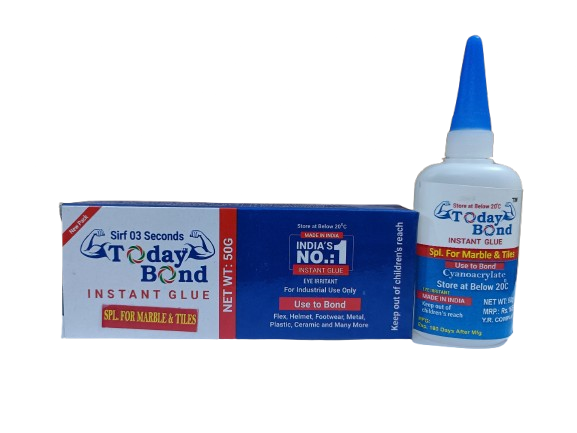 New Pack
Sirf 03 Seconds
Today
Bond
INSTANT GLUE
SPL. FOR MARBLE & TILES
NET WT: 50G
Store at Below 20°C
MADE IN INDIA
INDIA'S
NO.:1
INSTANT GLUE
EYE IRRITANT
For Industrial Use Only
Use to Bond
Flex, Helmet, Footwear, Metal,
Plastic, Ceramic and Many More
Keep out of children's reach
Store at Below 20°C
Today
Bond
INSTANT GLUE
Spl. For Marble & Tiles
Use to Bond
Cyanoacrylate
Store at Below 20°C
EYE IRRITANT
MADE IN INDIA
Keep out of
children's reach
NET WT:
MRP : Rs.
Y.R.
180 Days After Mfg